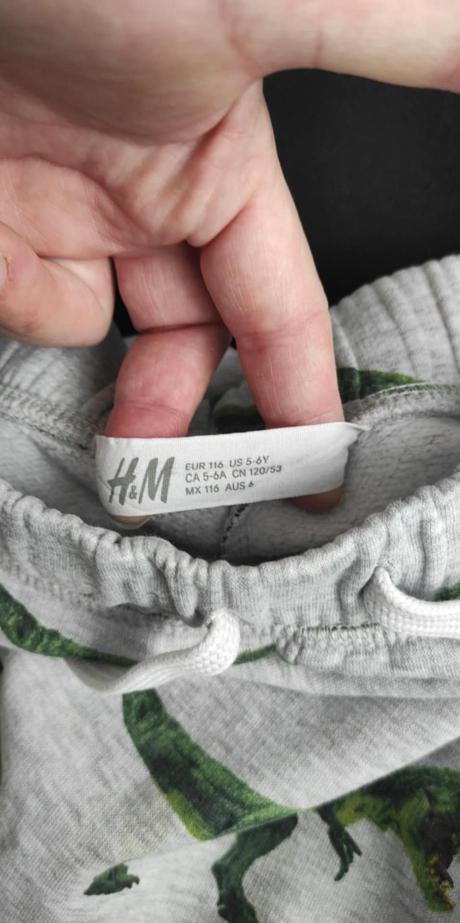 H&M
EUR 116 US 5-6Y
CA 5-6A CN 120/53
MX 116 AUS 6